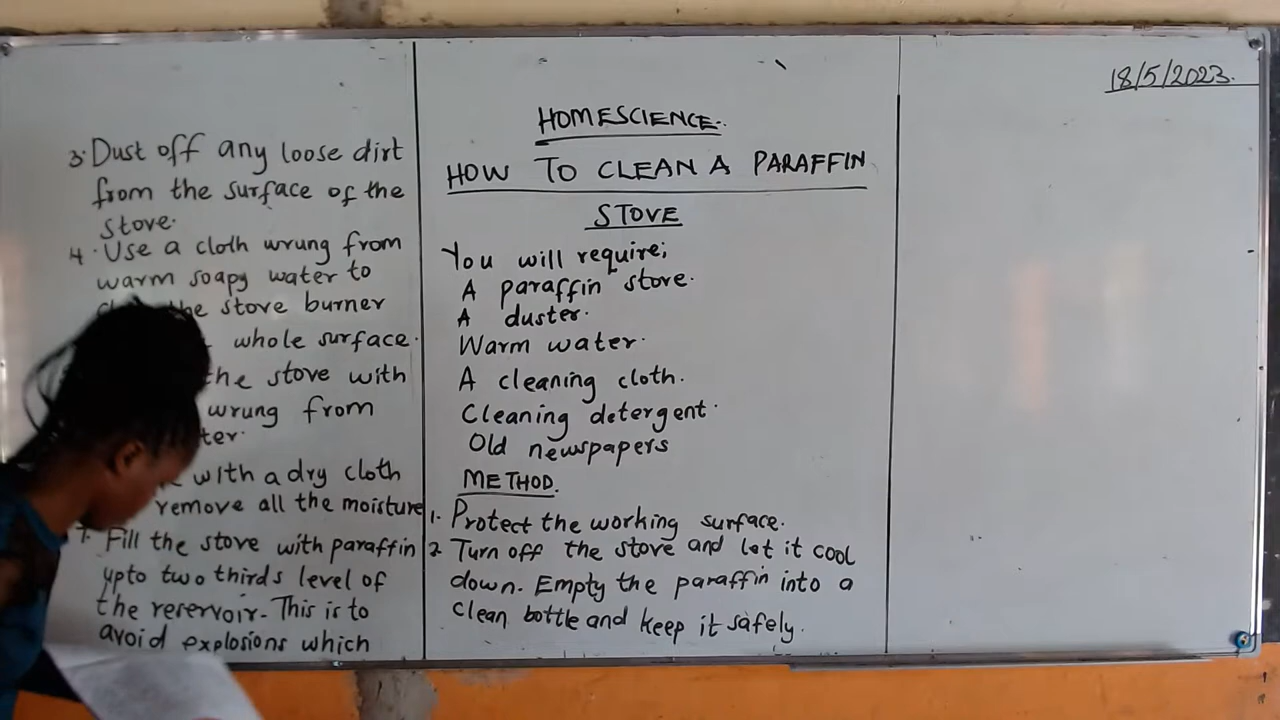 18/5/2023.
HOMESCIENCE.
HOW TO CLEAN A PARAFFIN
STOVE
You will require;
A paraffin stove.
A duster.
Warm water.
A cleaning cloth.
Cleaning detergent.
Old newspapers
METHOD.
1. Protect the working surface.
2. Turn off the stove and let it cool
down. Empty the paraffin into a
clean bottle and keep it safely.
3. Dust off any loose dirt
from the surface of the
stove.
4. Use a cloth wrung from
warm soapy water to
the stove burner
whole surface.
the stove with
wrung from
with a dry cloth
remove all the moisture
7. Fill the stove with paraffin
upto two thirds level of
the reservoir. This is to
avoid explosions which